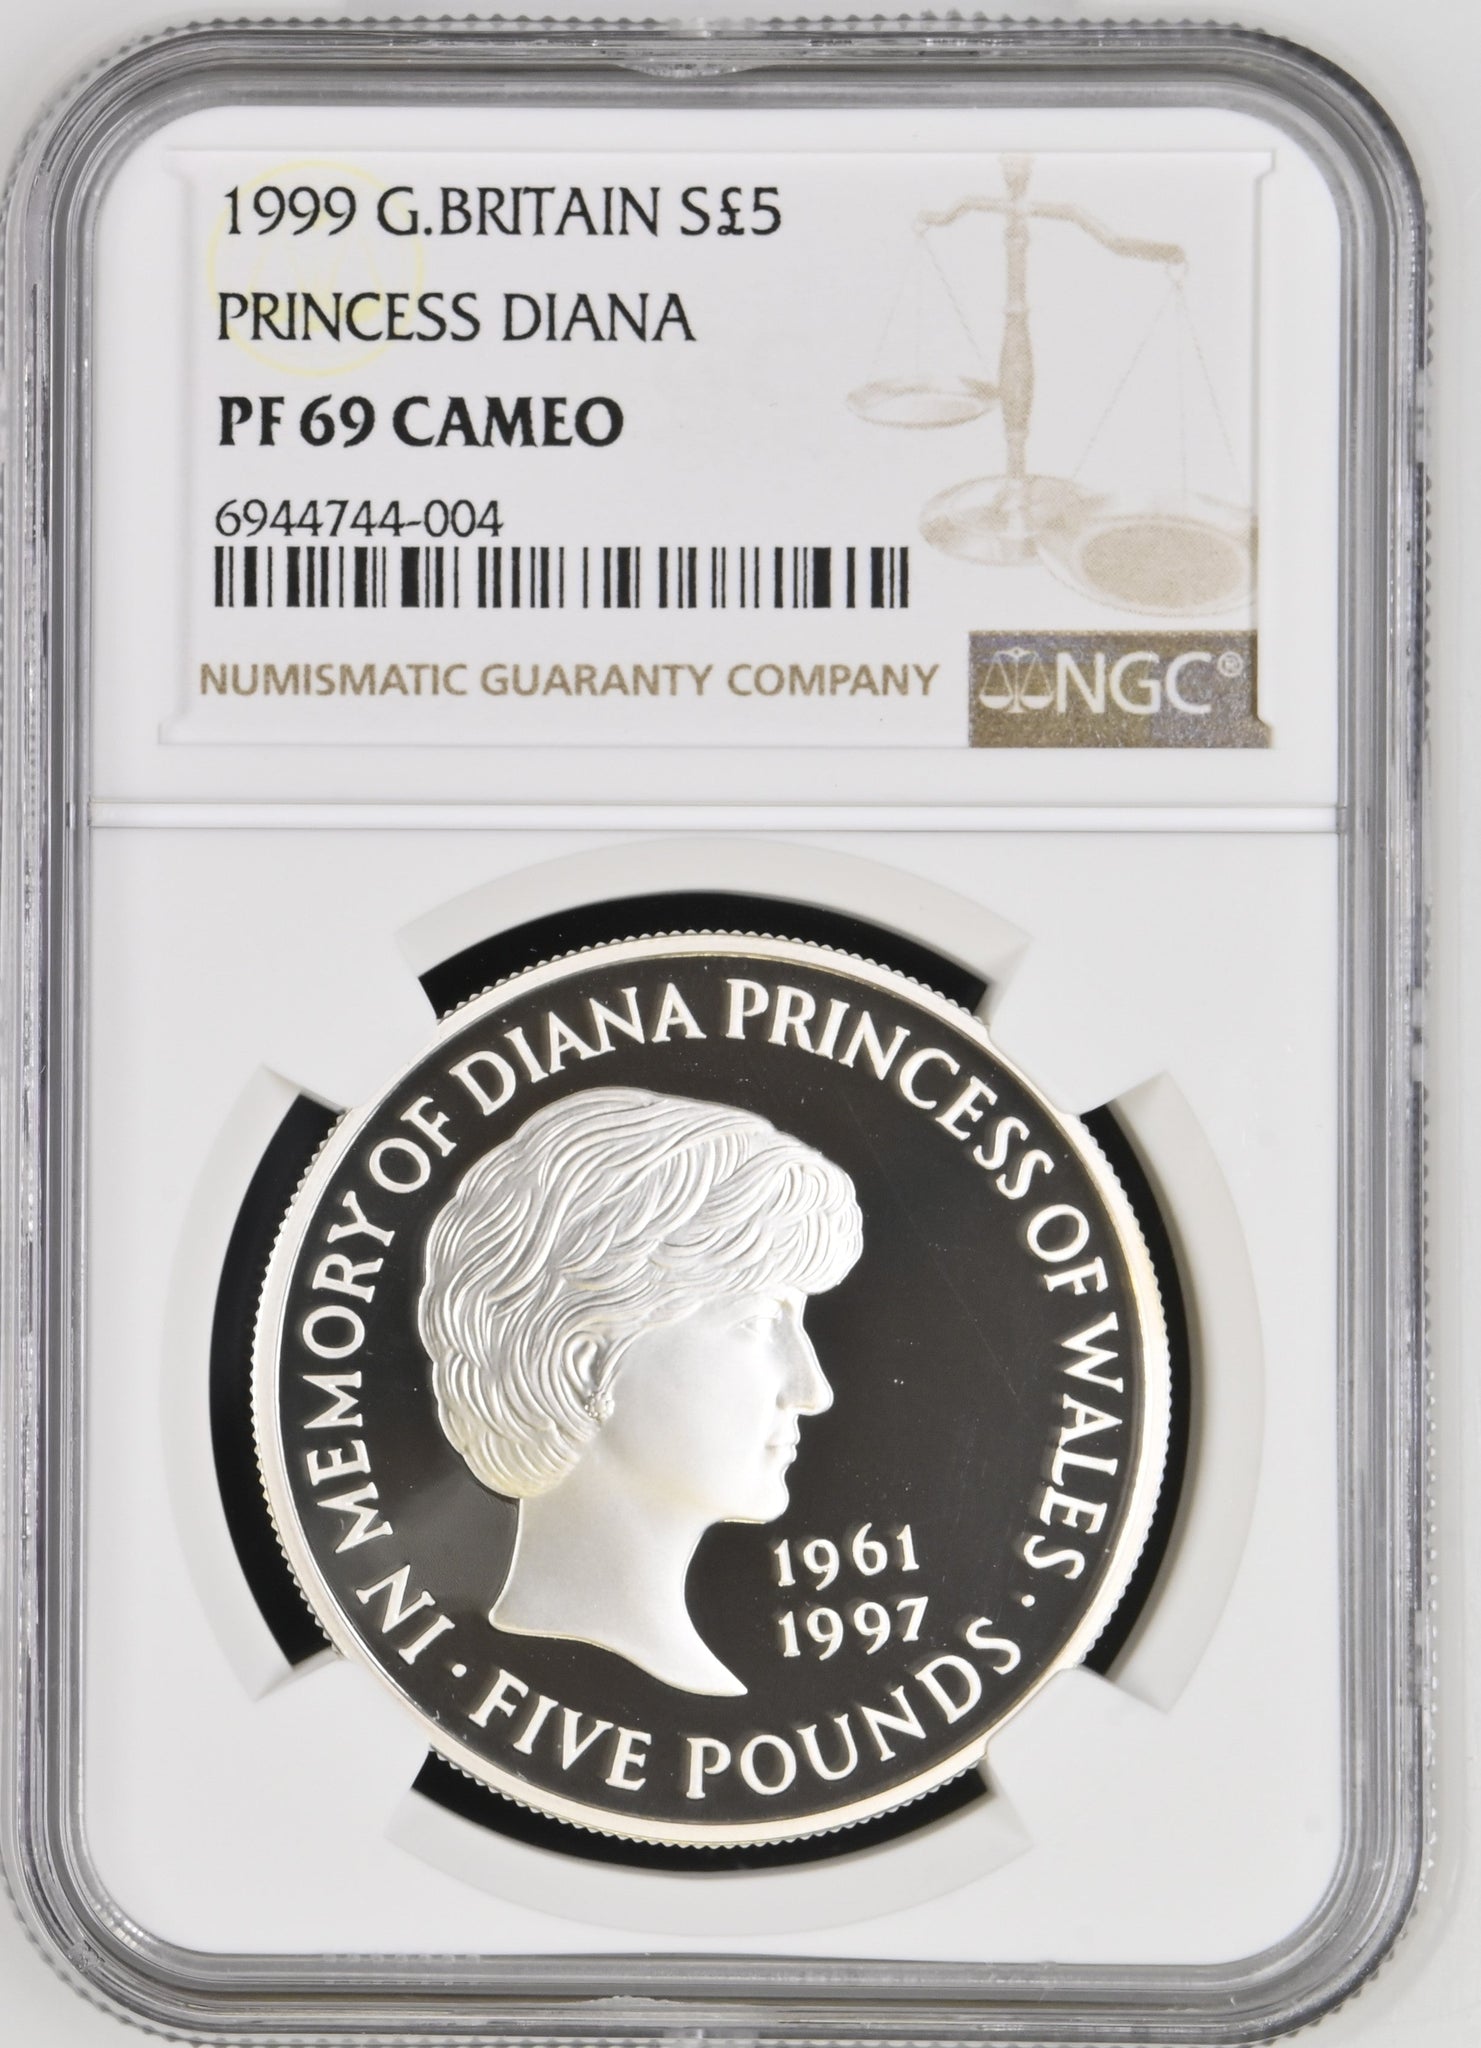 1999 G.BRITAIN S£5
PRINCESS DIANA
PF 69 CAMEO
6944744-004
NUMISMATIC GUARANTY COMPANY
NGC®
IN MEMORY OF DIANA PRINCESS OF WALES ·
1961
1997
· FIVE POUNDS